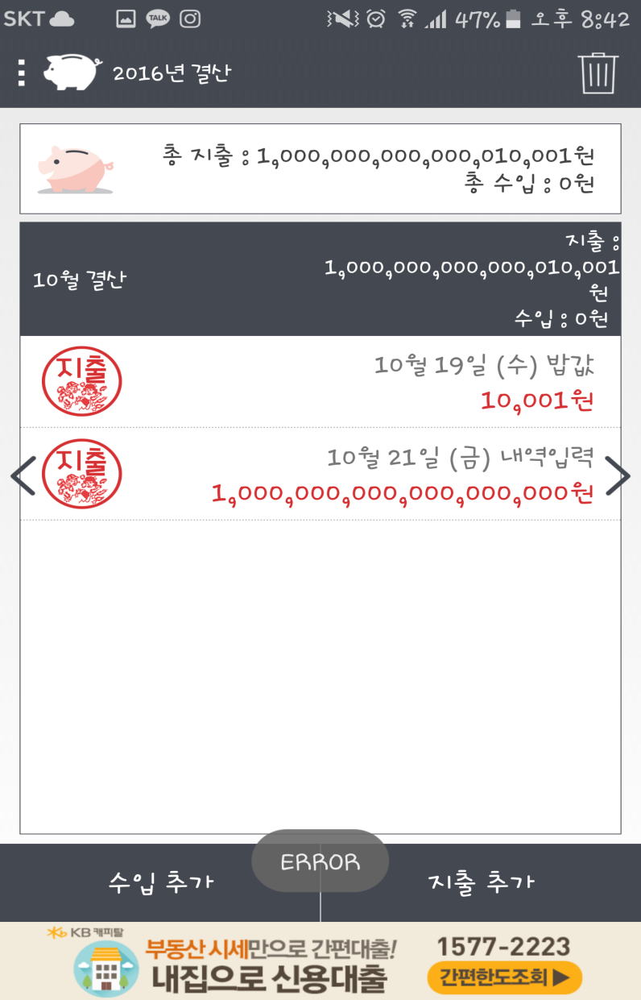 SKT TALK 47% 오후 8:42
2016년 결산
총 지출 : 1,000,000,000,000,010,001원
총 수입 : 0원
10월 결산
지출 :
1,000,000,000,000,010,001
원
수입 : 0원
지출
10월 19일 (수) 밥값
10,001원
지출
10월 21일 (금) 내역입력
1,000,000,000,000,000,000원
ERROR
수입 추가
지출 추가
KB 캐피탈
부동산 시세만으로 간편대출!
내집으로 신용대출
1577-2223
간편한도조회 ▶